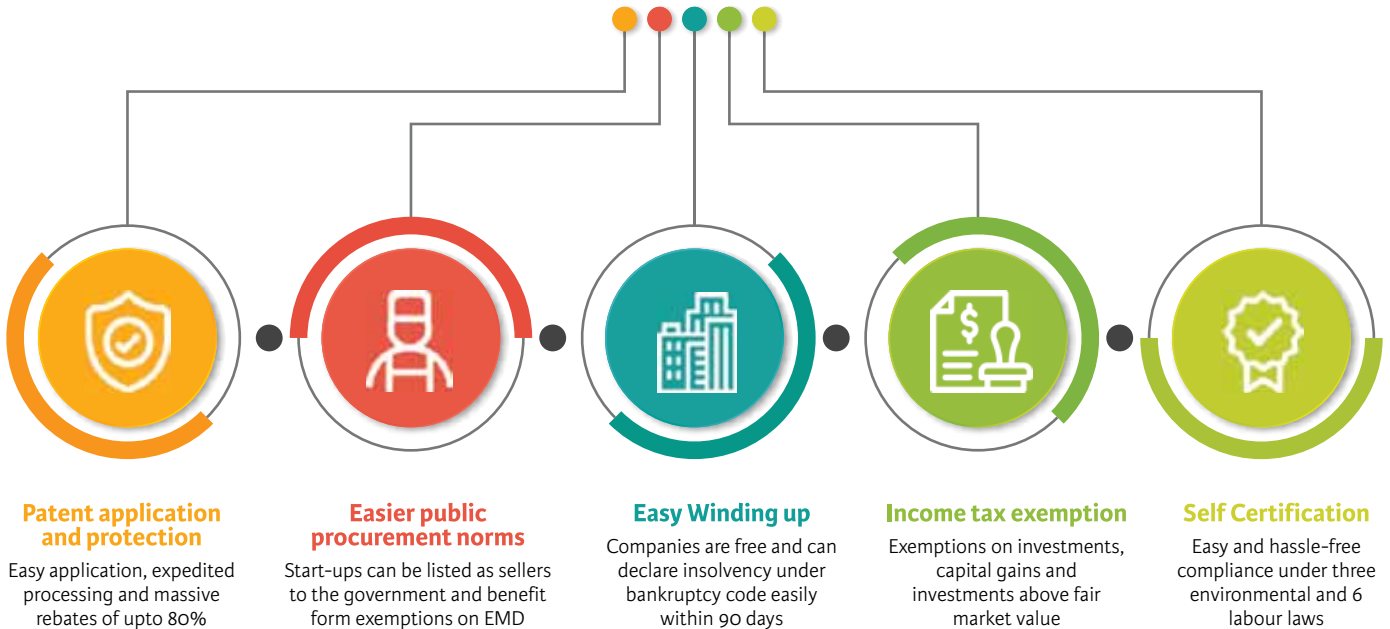 Patent application
and protection
Easy application, expedited
processing and massive
rebates of upto 80%
Easier public
procurement norms
Start-ups can be listed as sellers
to the government and benefit
form exemptions on EMD
Easy Winding up
Companies are free and can
declare insolvency under
bankruptcy code easily
within 90 days
Income tax exemption
Exemptions on investments,
capital gains and
investments above fair
market value
Self Certification
Easy and hassle-free
compliance under three
environmental and 6
labour laws